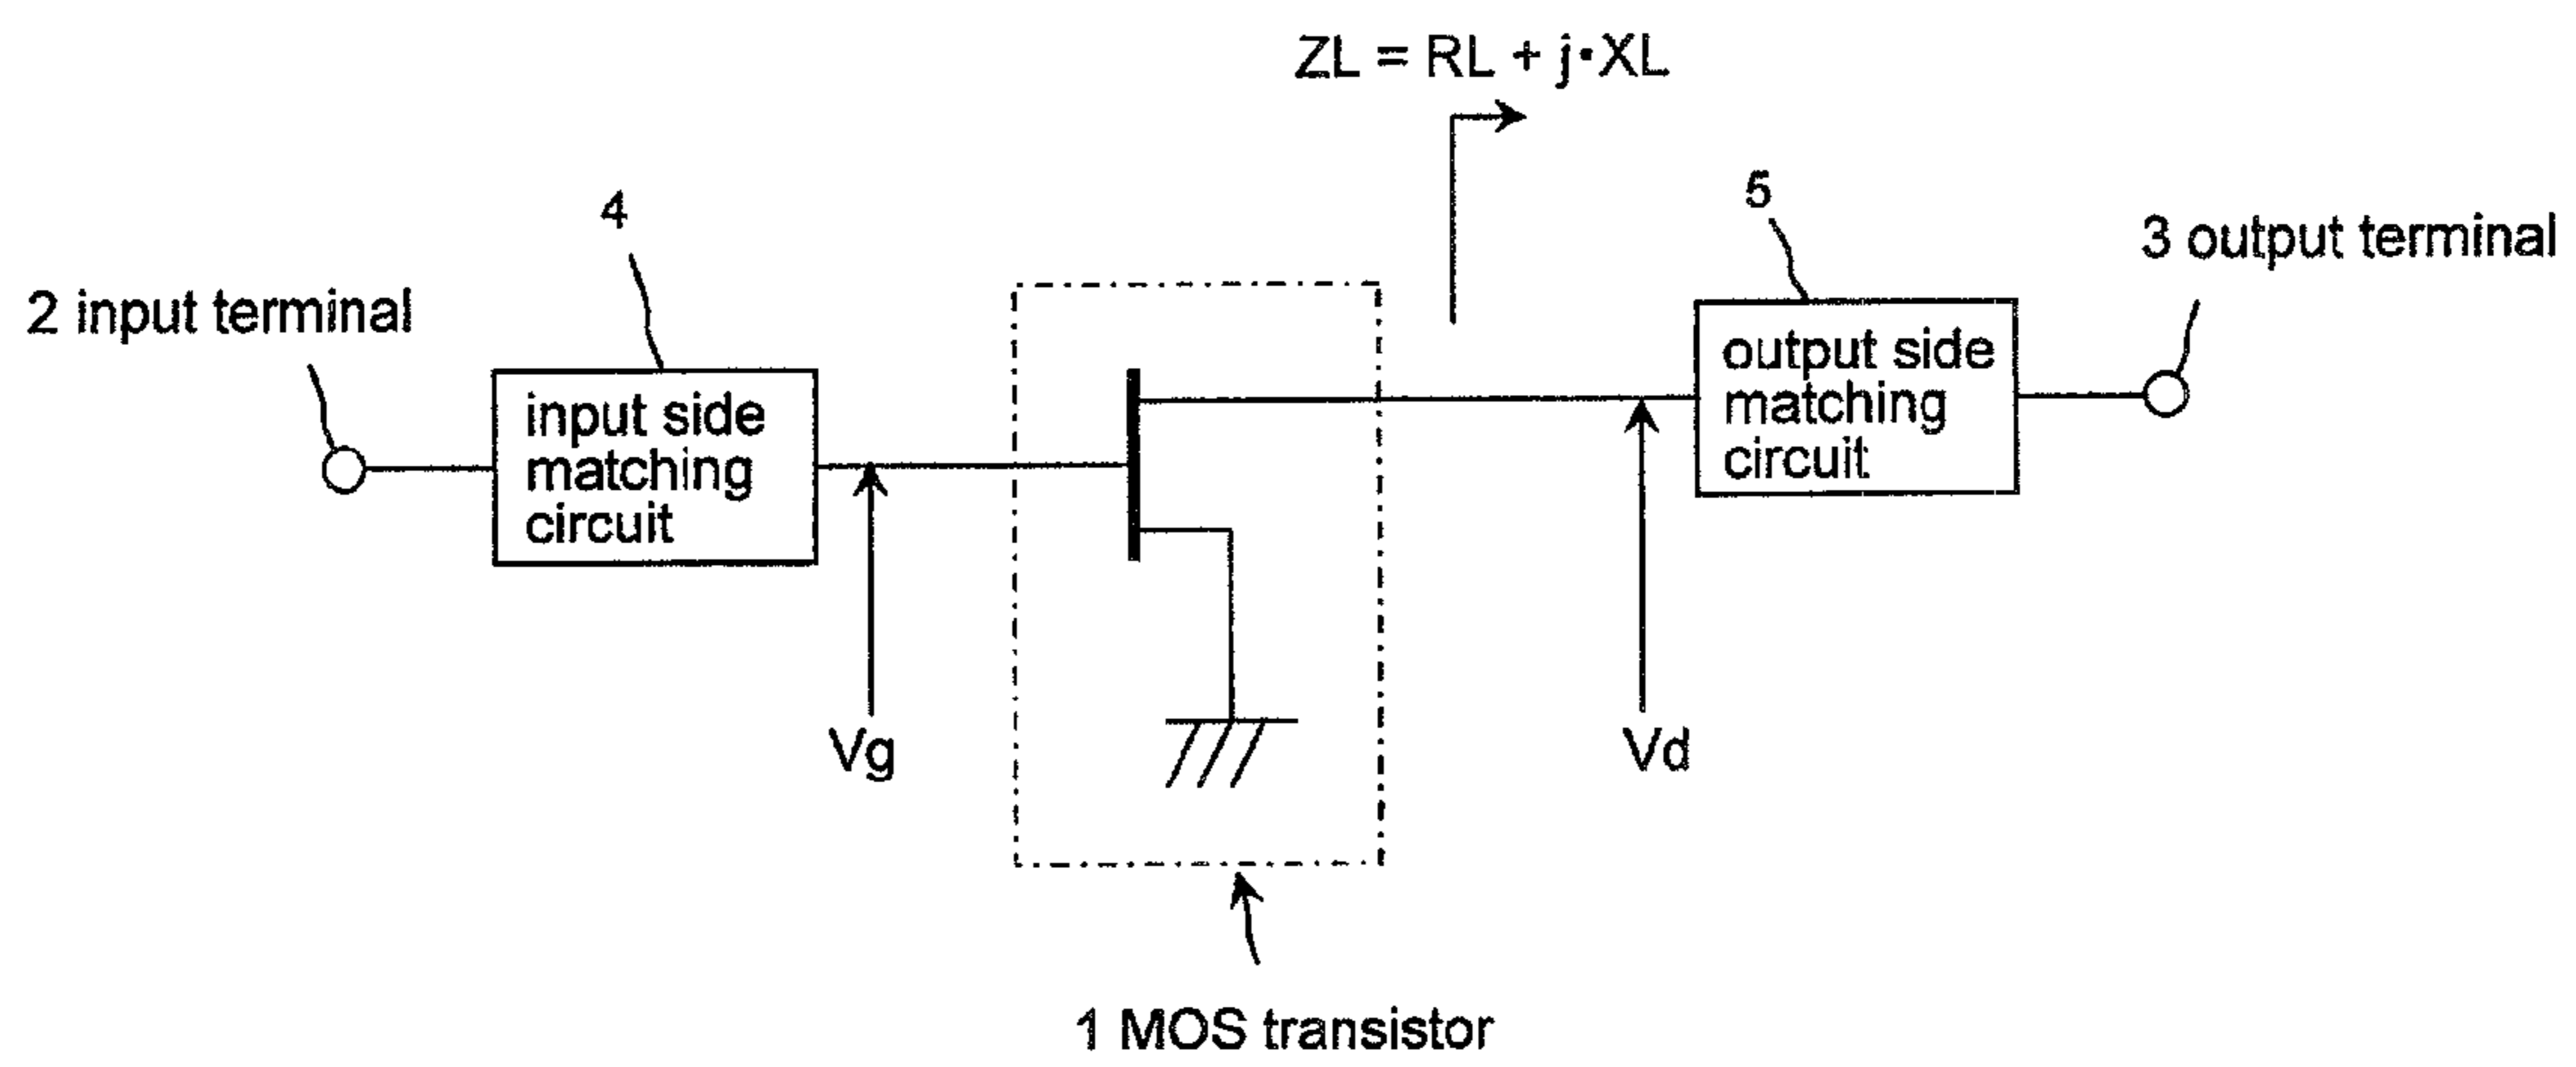 ZL = RL + j·XL
4
5
3 output terminal
2 input terminal
input side
matching
circuit
output side
matching
circuit
Vg
Vd
1 MOS transistor